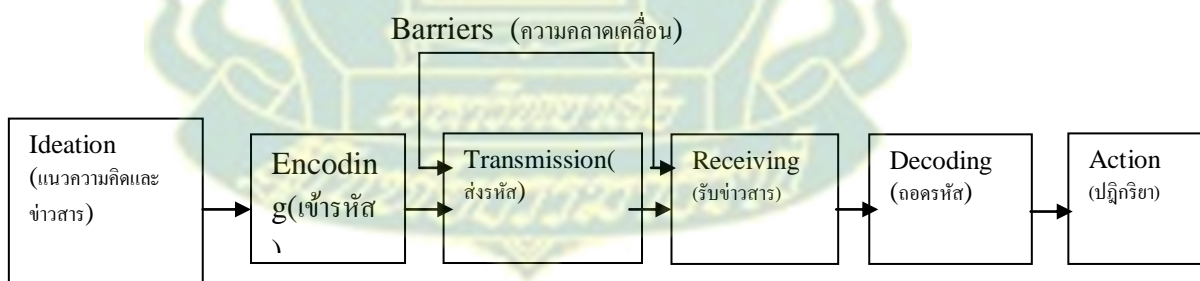 Barriers (ความคลาดเคลื่อน)
Ideation
(แนวความคิดและ
ข่าวสาร)
Encodin
g(เข้ารหัส
)
Transmission(
ส่งรหัส)
Receiving
(รับข่าวสาร)
Decoding
(ถอดรหัส)
Action
(ปฎิกริยา)